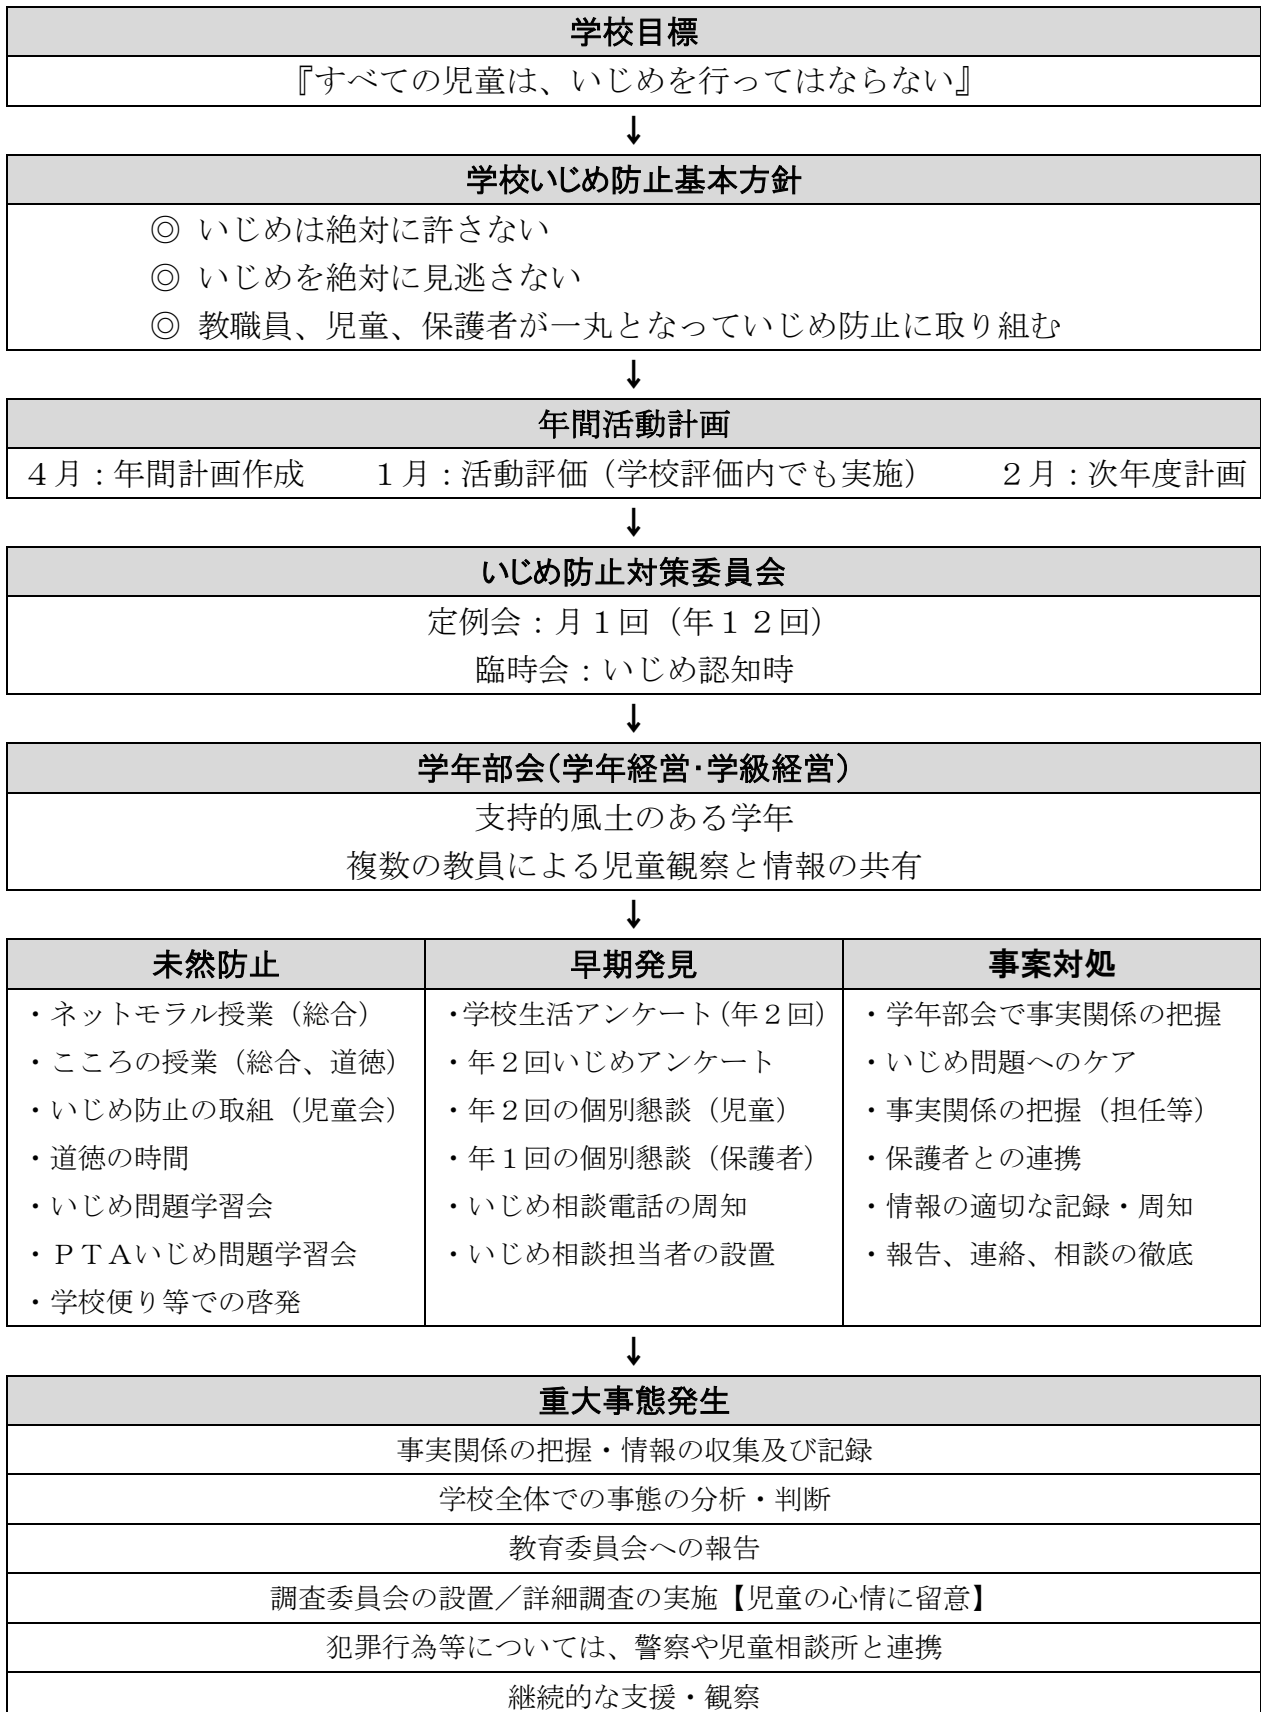 学校目標
『すべての児童は、いじめを行ってはならない』
↓
学校いじめ防止基本方針
◎ いじめは絶対に許さない
◎ いじめを絶対に見逃さない
◎ 教職員、児童、保護者が一丸となっていじめ防止に取り組む
↓
年間活動計画
４月：年間計画作成　　１月：活動評価（学校評価内でも実施）　　２月：次年度計画
↓
いじめ防止対策委員会
定例会：月１回（年１２回）
臨時会：いじめ認知時
↓
学年部会（学年経営・学級経営）
支持的風土のある学年
複数の教員による児童観察と情報の共有
↓
未然防止
・ネットモラル授業（総合）
・こころの授業（総合、道徳）
・いじめ防止の取組（児童会）
・道徳の時間
・いじめ問題学習会
・ＰＴＡいじめ問題学習会
・学校便り等での啓発
早期発見
・学校生活アンケート（年２回）
・年２回いじめアンケート
・年２回の個別懇談（児童）
・年１回の個別懇談（保護者）
・いじめ相談電話の周知
・いじめ相談担当者の設置
事案対処
・学年部会で事実関係の把握
・いじめ問題へのケア
・事実関係の把握（担任等）
・保護者との連携
・情報の適切な記録・周知
・報告、連絡、相談の徹底
↓
重大事態発生
事実関係の把握・情報の収集及び記録
学校全体での事態の分析・判断
教育委員会への報告
調査委員会の設置／詳細調査の実施【児童の心情に留意】
犯罪行為等については、警察や児童相談所と連携
継続的な支援・観察